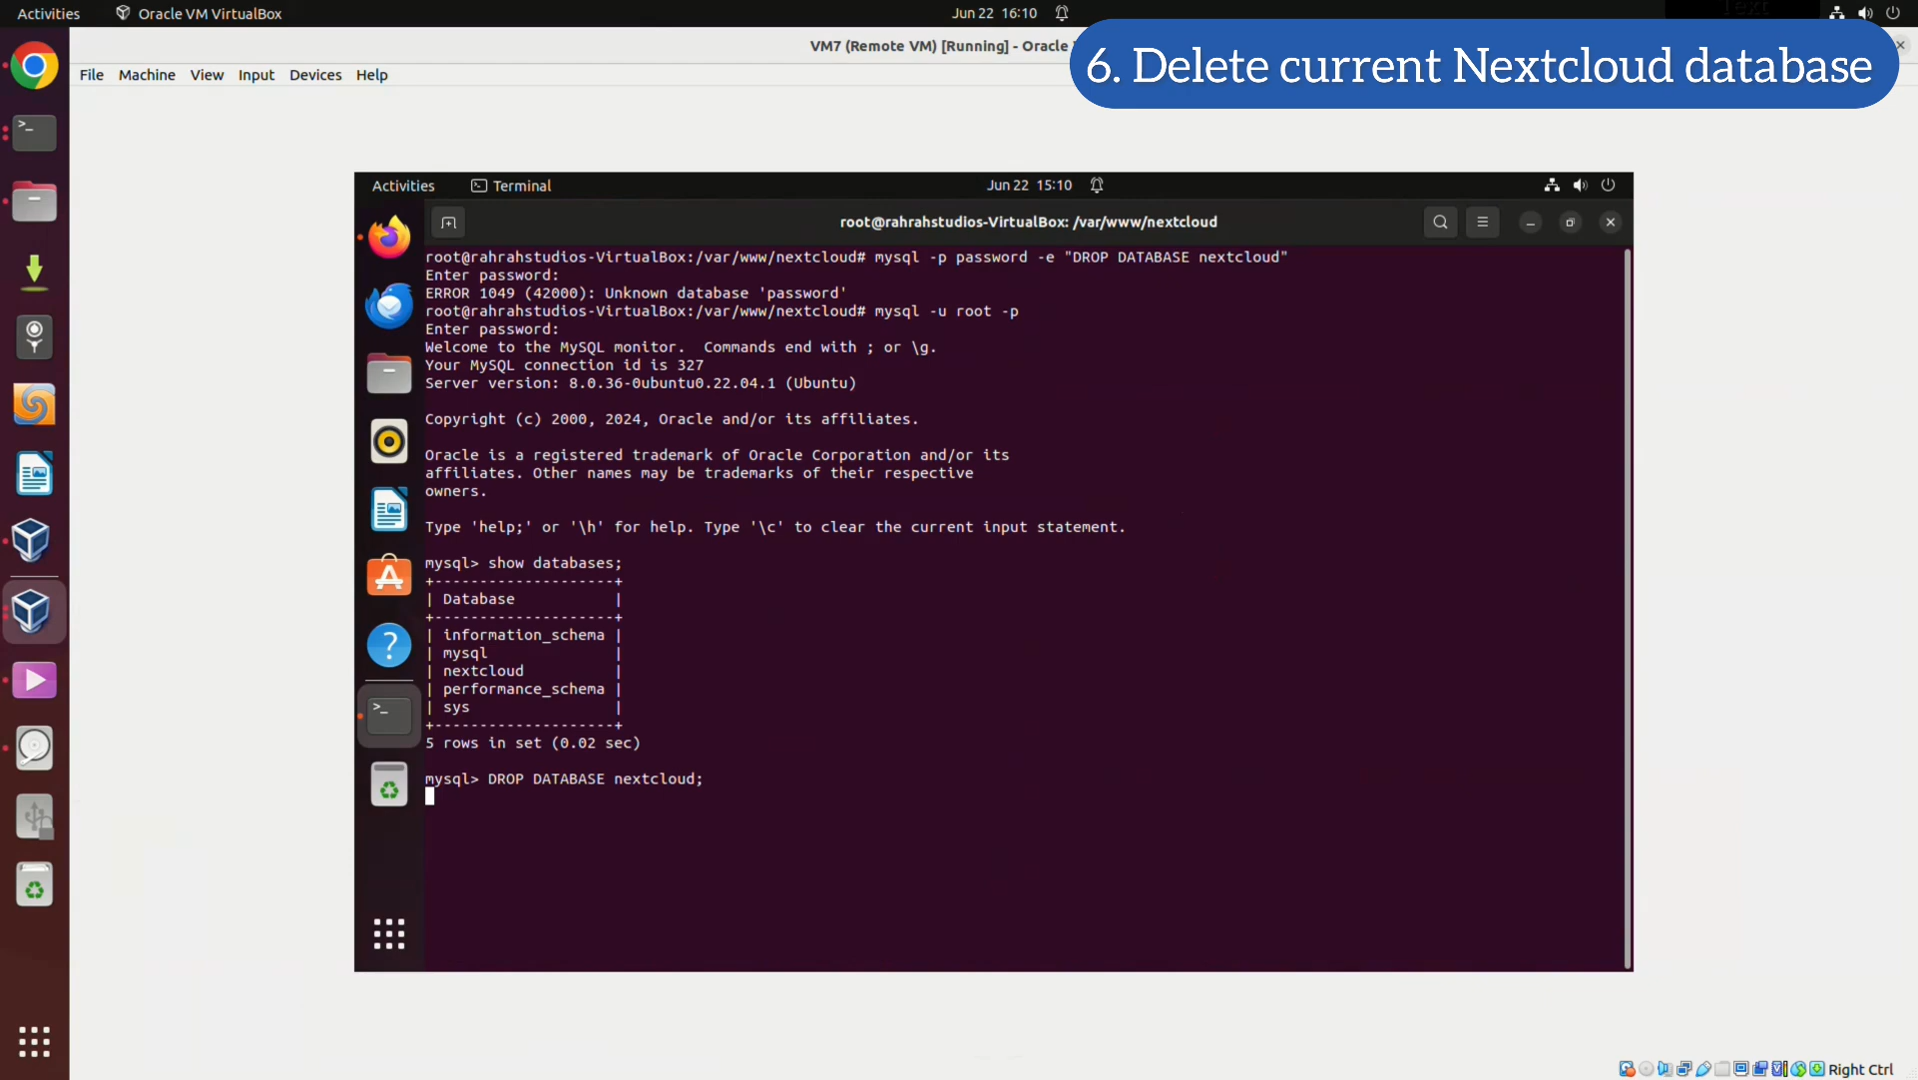 Activities
Oracle VM VirtualBox
Jun 22 16:10
VM7 (Remote VM) [Running] - Oracle
6. Delete current Nextcloud database
File Machine View Input Devices Help
Activities
Terminal
Jun 22 15:10
root@rahrahstudios-VirtualBox: /var/www/nextcloud
root@rahrahstudios-VirtualBox:/var/www/nextcloud# mysql -p password -e "DROP DATABASE nextcloud"
Enter password:
ERROR 1049 (42000): Unknown database 'password'
root@rahrahstudios-VirtualBox:/var/www/nextcloud# mysql -u root -p
Enter password:
Welcome to the MySQL monitor.  Commands end with ; or \g.
Your MySQL connection id is 327
Server version: 8.0.36-0ubuntu0.22.04.1 (Ubuntu)
Copyright (c) 2000, 2024, Oracle and/or its affiliates.
Oracle is a registered trademark of Oracle Corporation and/or its
affiliates. Other names may be trademarks of their respective
owners.
Type 'help;' or '\h' for help. Type '\c' to clear the current input statement.
mysql> show databases;
+--------------------+
| Database           |
+--------------------+
| information_schema |
| mysql              |
| nextcloud          |
| performance_schema |
| sys                |
+--------------------+
5 rows in set (0.02 sec)
mysql> DROP DATABASE nextcloud;
Right Ctrl